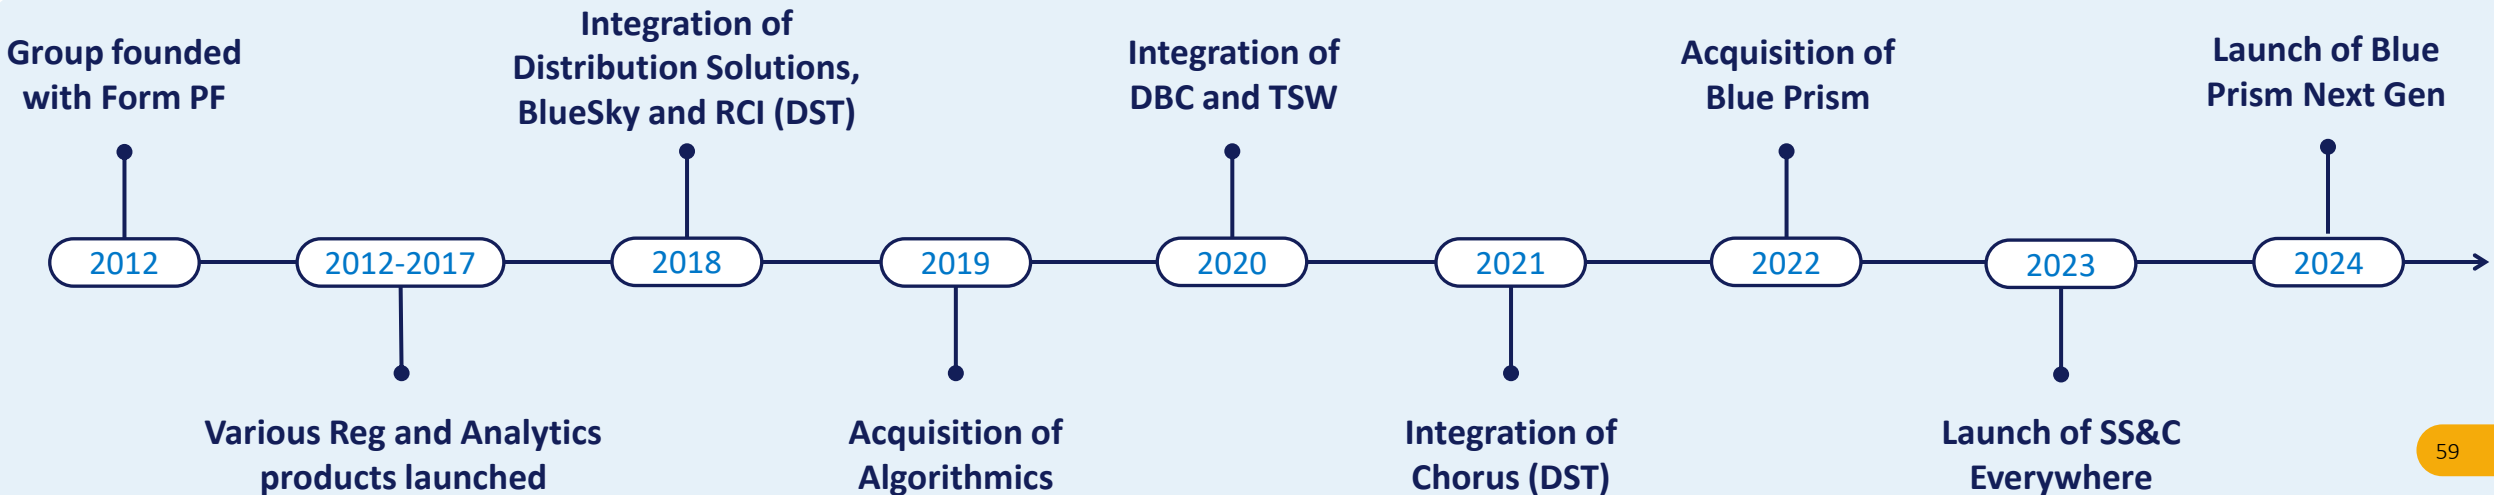 Group founded
with Form PF
Integration of
Distribution Solutions,
BlueSky and RCI (DST)
Integration of
DBC and TSW
Acquisition of
Blue Prism
Launch of Blue
Prism Next Gen
2012
2012-2017
2018
2019
2020
2021
2022
2023
2024
Various Reg and Analytics
products launched
Acquisition of
Algorithmics
Integration of
Chorus (DST)
Launch of SS&C
Everywhere
59